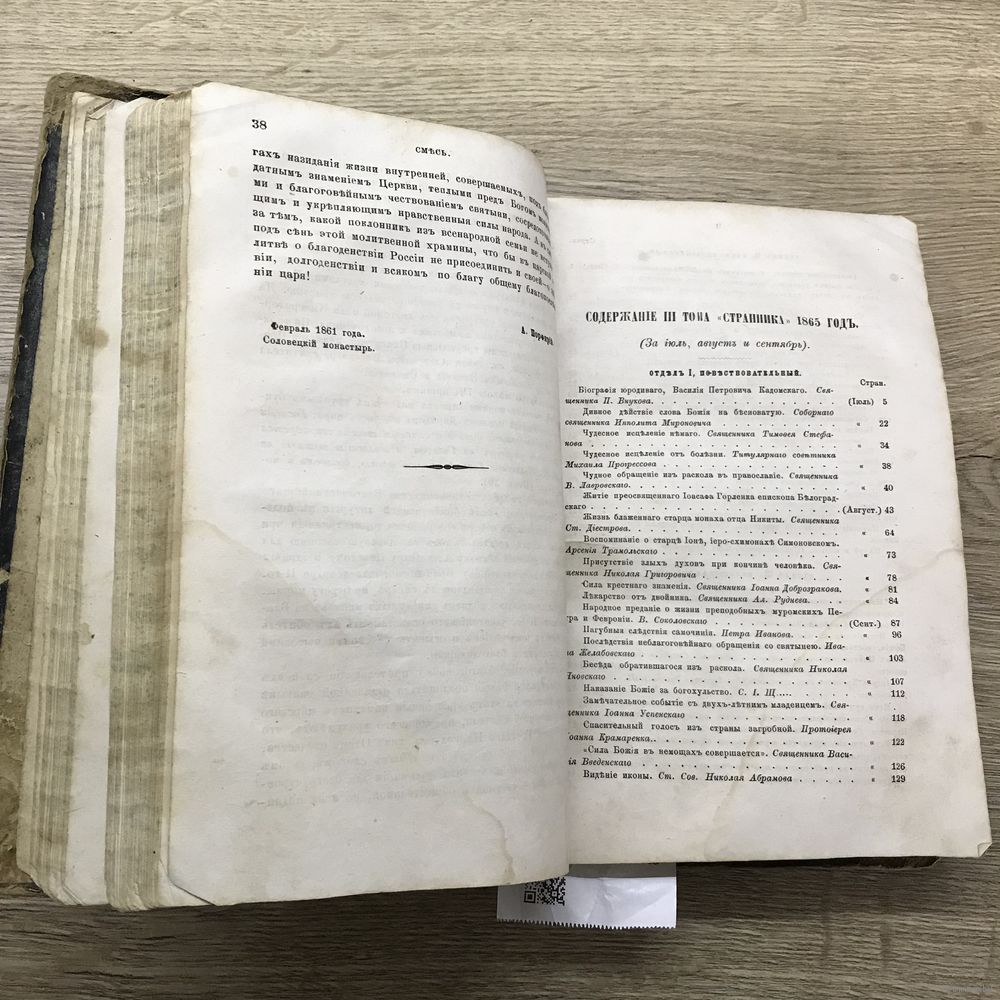 38
СМѢСЬ.
гахъ назиданія жизни внутренней, совершаемыхъ, подъ
датнымъ знаменіемъ Церкви, теплыми предъ Богомъ
ми и благоговѣйнымъ чествованіемъ святыни,
щимъ и укрѣпляющимъ нравственныя силы народа. А
за тѣмъ, какой поклонникъ изъ всенародной семьи не
подъ сѣнь этой молитвенной храмины, что бы къ
литвѣ о благоденствіи Россіи не присоединить и своей—о
віи, долгоденствіи и всякомъ по благу общему
ніи царя!
Февраль 1861 года.
А. Порфирій.
Соловецкій монастырь.
СОДЕРЖАНІЕ III ТОМА «СТРАННИКА» 1865 ГОДЪ.
(За іюль, августъ и сентябрь).
ОТДѢЛЪ I, ПОВѢСТВОВАТЕЛЬНЫЙ.
Стран.
Біографія юродиваго, Василія Петровича Кадомскаго. Свя-
щенника П. Внукова. . . . . . . . . . . . . . . . (Іюль) 5
Дивное дѣйствіе слова Божія на бѣсноватую. Соборнаго
священника Ипполита Мироновича . . . . . . . . . . « 22
Чудесное исцѣленіе нѣмаго. Священника Тимоѳея Стефа-
нова . . . . . . . . . . . . . . . . . . . . « 34
Чудесное исцѣленіе отъ болѣзни. Титулярнаго совѣтника
Михаила Прогрессова . . . . . . . . . . . . . . « 38
Чудное обращеніе изъ раскола въ православіе. Священника
В. Лавровскаго. . . . . . . . . . . . . . . . . « 40
Житіе преосвященнаго Іоасафа Горленка епископа Бѣлоград-
скаго . . . . . . . . . . . . . . . . . . . . (Август.) 43
Жизнь блаженнаго старца монаха отца Никиты. Священника
Ст. Діестрова. . . . . . . . . . . . . . . . . . « 64
Воспоминаніе о старцѣ Іонѣ, іеро-схимонахѣ Симоновскомъ.
Арсенія Трамольскаго . . . . . . . . . . . . . . « 73
Присутствіе злыхъ духовъ при кончинѣ человѣка. Свя-
щенника Николая Григоровича . . . . . . . . . . . « 78
Сила крестнаго знаменія. Священника Іоанна Доброзракова. « 81
Лѣкарство отъ двойника. Священника Ал. Руднева. . . . « 84
Народное преданіе о жизни преподобныхъ муромскихъ Пе-
тра и Февроніи. В. Соколовскаго . . . . . . . . . . (Сент.) 87
Пагубныя слѣдствія самочинія. Петра Иванова. . . . . . « 96
Послѣдствія неблагоговѣйнаго обращенія со святынею. Ива-
на Желабовскаго . . . . . . . . . . . . . . . . « 103
Бесѣда обратившагося изъ раскола. Священника Николая
Яновскаго . . . . . . . . . . . . . . . . . . « 107
Наказаніе Божіе за богохульство. С. І. Щ..... . . . . « 112
Замѣчательное событіе съ двухъ-лѣтнимъ младенцемъ. Свя-
щенника Іоанна Успенскаго . . . . . . . . . . . . « 118
Спасительный голосъ изъ страны загробной. Протоіерея
Іоанна Крамаренка. . . . . . . . . . . . . . . . « 122
«Сила Божія въ немощахъ совершается». Священника Васи-
лія Введенскаго . . . . . . . . . . . . . . . . « 126
Видѣніе иконы. Ст. Сов. Николая Абрамова . . . . . . « 129